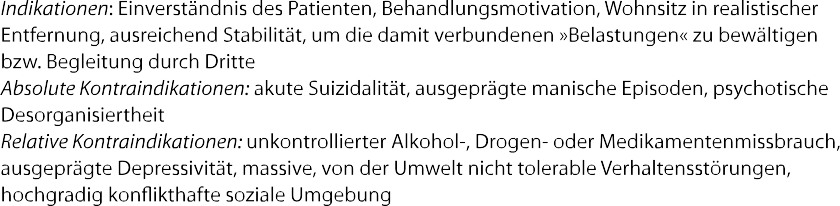 Indikationen: Einverständnis des Patienten, Behandlungsmotivation, Wohnsitz in realistischer
Entfernung, ausreichend Stabilität, um die damit verbundenen »Belastungen« zu bewältigen
bzw. Begleitung durch Dritte
Absolute Kontraindikationen: akute Suizidalität, ausgeprägte manische Episoden, psychotische
Desorganisiertheit
Relative Kontraindikationen: unkontrollierter Alkohol-, Drogen- oder Medikamentenmissbrauch,
ausgeprägte Depressivität, massive, von der Umwelt nicht tolerable Verhaltensstörungen,
hochgradig konflikthafte soziale Umgebung